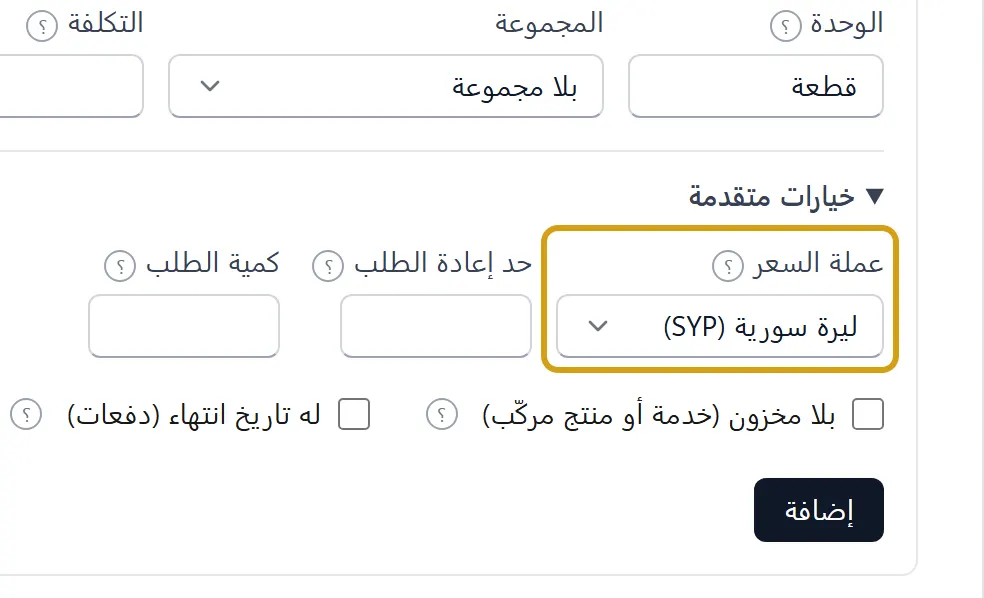 الوحدة ؟ المجموعة التكلفة ؟
قطعة بلا مجموعة
▼ خيارات متقدمة
عملة السعر ؟ حد إعادة الطلب ؟ كمية الطلب ؟
ليرة سورية (SYP)
بلا مخزون (خدمة أو منتج مركّب) ؟ له تاريخ انتهاء (دفعات) ؟
إضافة